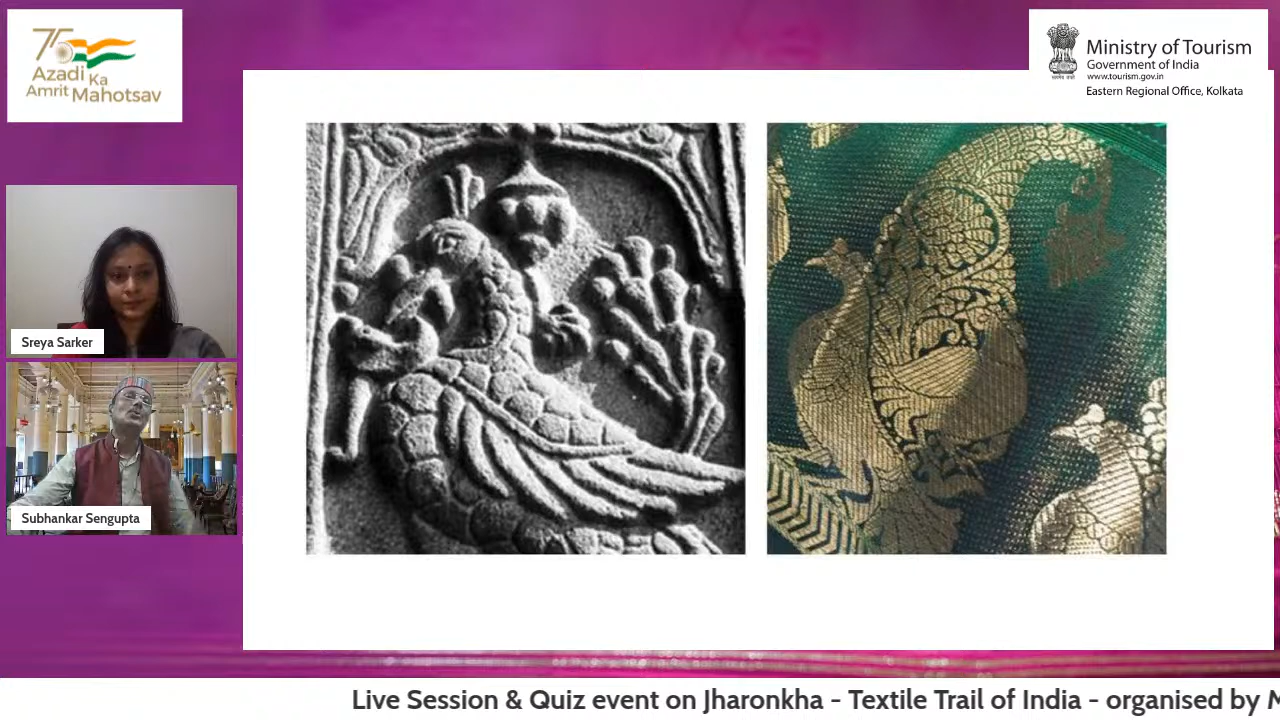 75
Azadi Ka
Amrit Mahotsav
Ministry of Tourism
Government of India
www.tourism.gov.in
Eastern Regional Office, Kolkata
Sreya Sarker
Subhankar Sengupta
Live Session & Quiz event on Jharonkha - Textile Trail of India - organised by M